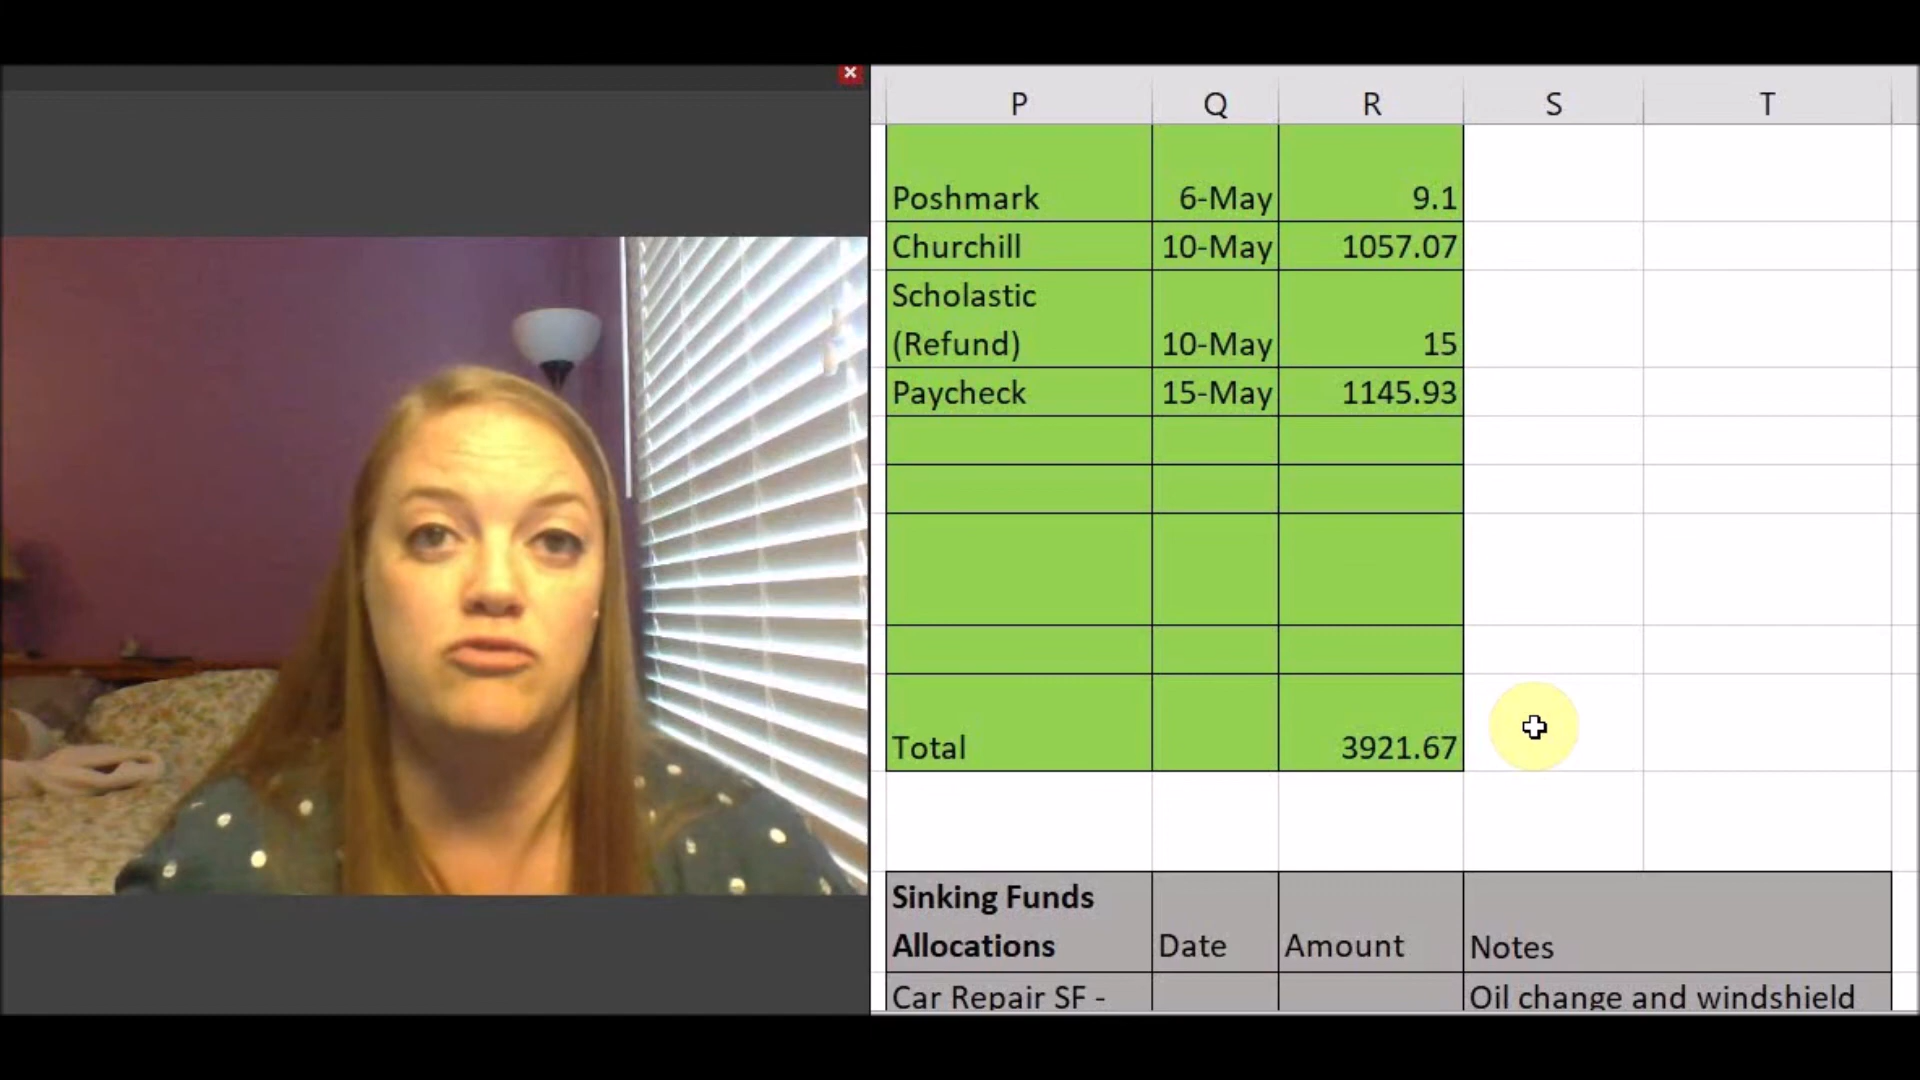 P Q R S T
Poshmark 6-May 9.1
Churchill 10-May 1057.07
Scholastic
(Refund) 10-May 15
Paycheck 15-May 1145.93
Total 3921.67
Sinking Funds
Allocations Date Amount Notes
Car Repair SF - Oil change and windshield